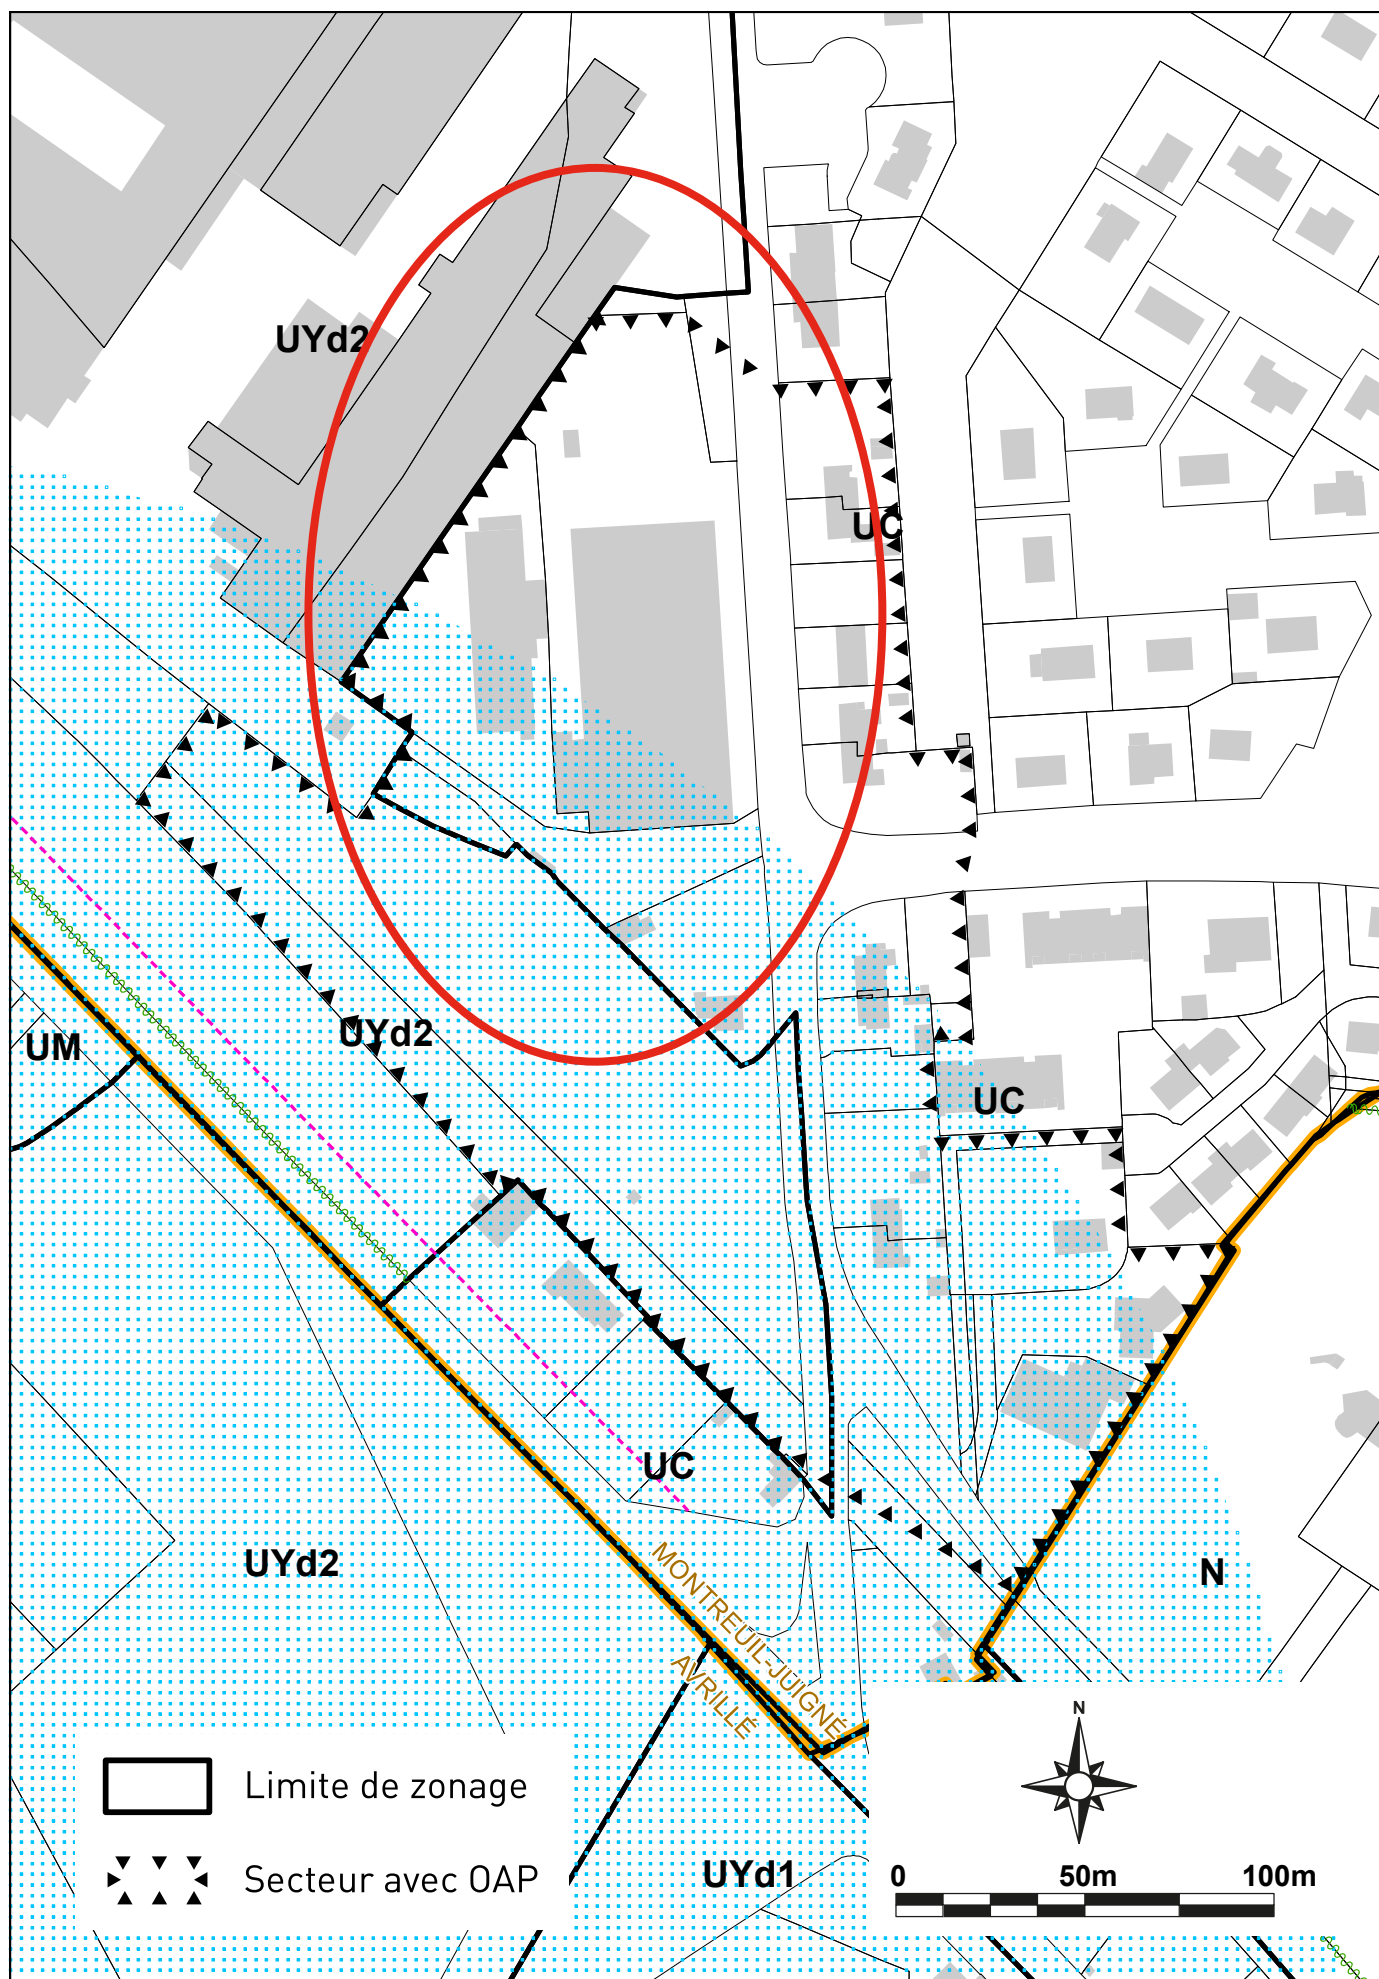 UYd2
UC
UYd2
UM
UC
UC
UYd2
N
MONTREUIL-JUIGNÉ
AVRILLÉ
UYd1
Limite de zonage
Secteur avec OAP
N
0 50m 100m